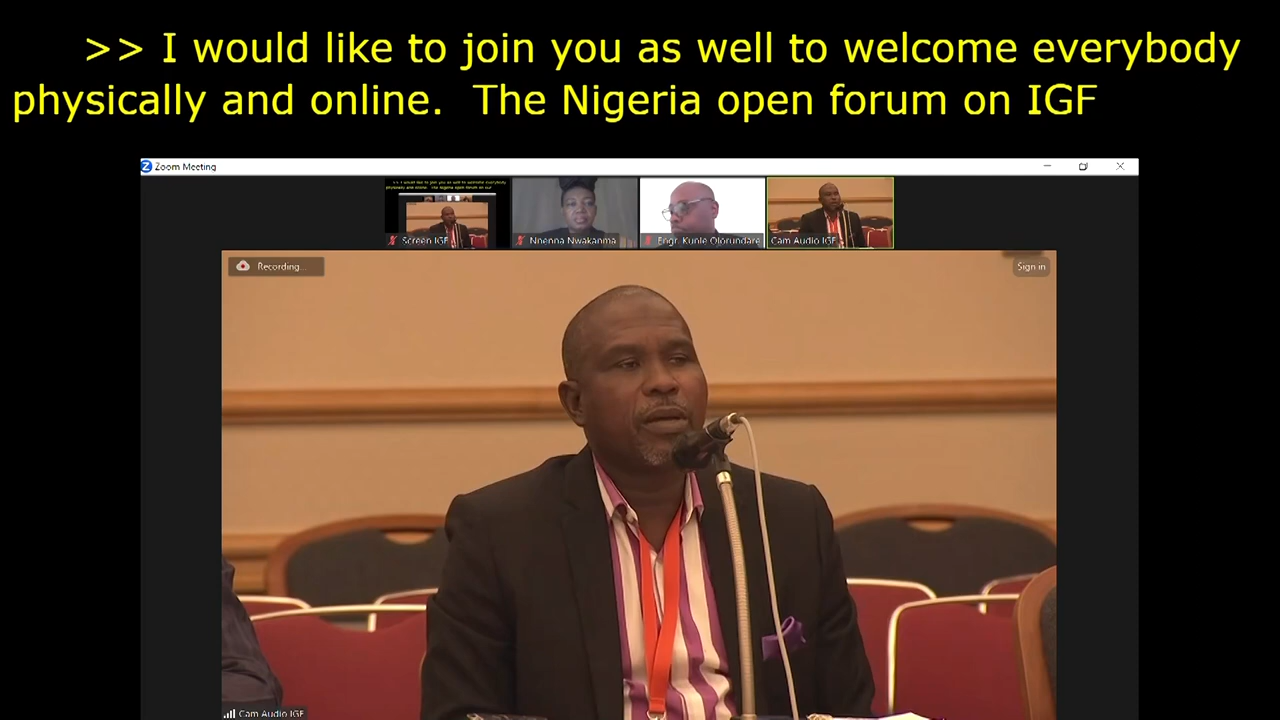 >> I would like to join you as well to welcome everybody
physically and online.  The Nigeria open forum on IGF
Zoom Meeting
Screen IGF
Nnenna Nwakanma
Engr. Kunle Olorundare
Cam Audio IGF
Recording...
Sign in
Cam Audio IGF